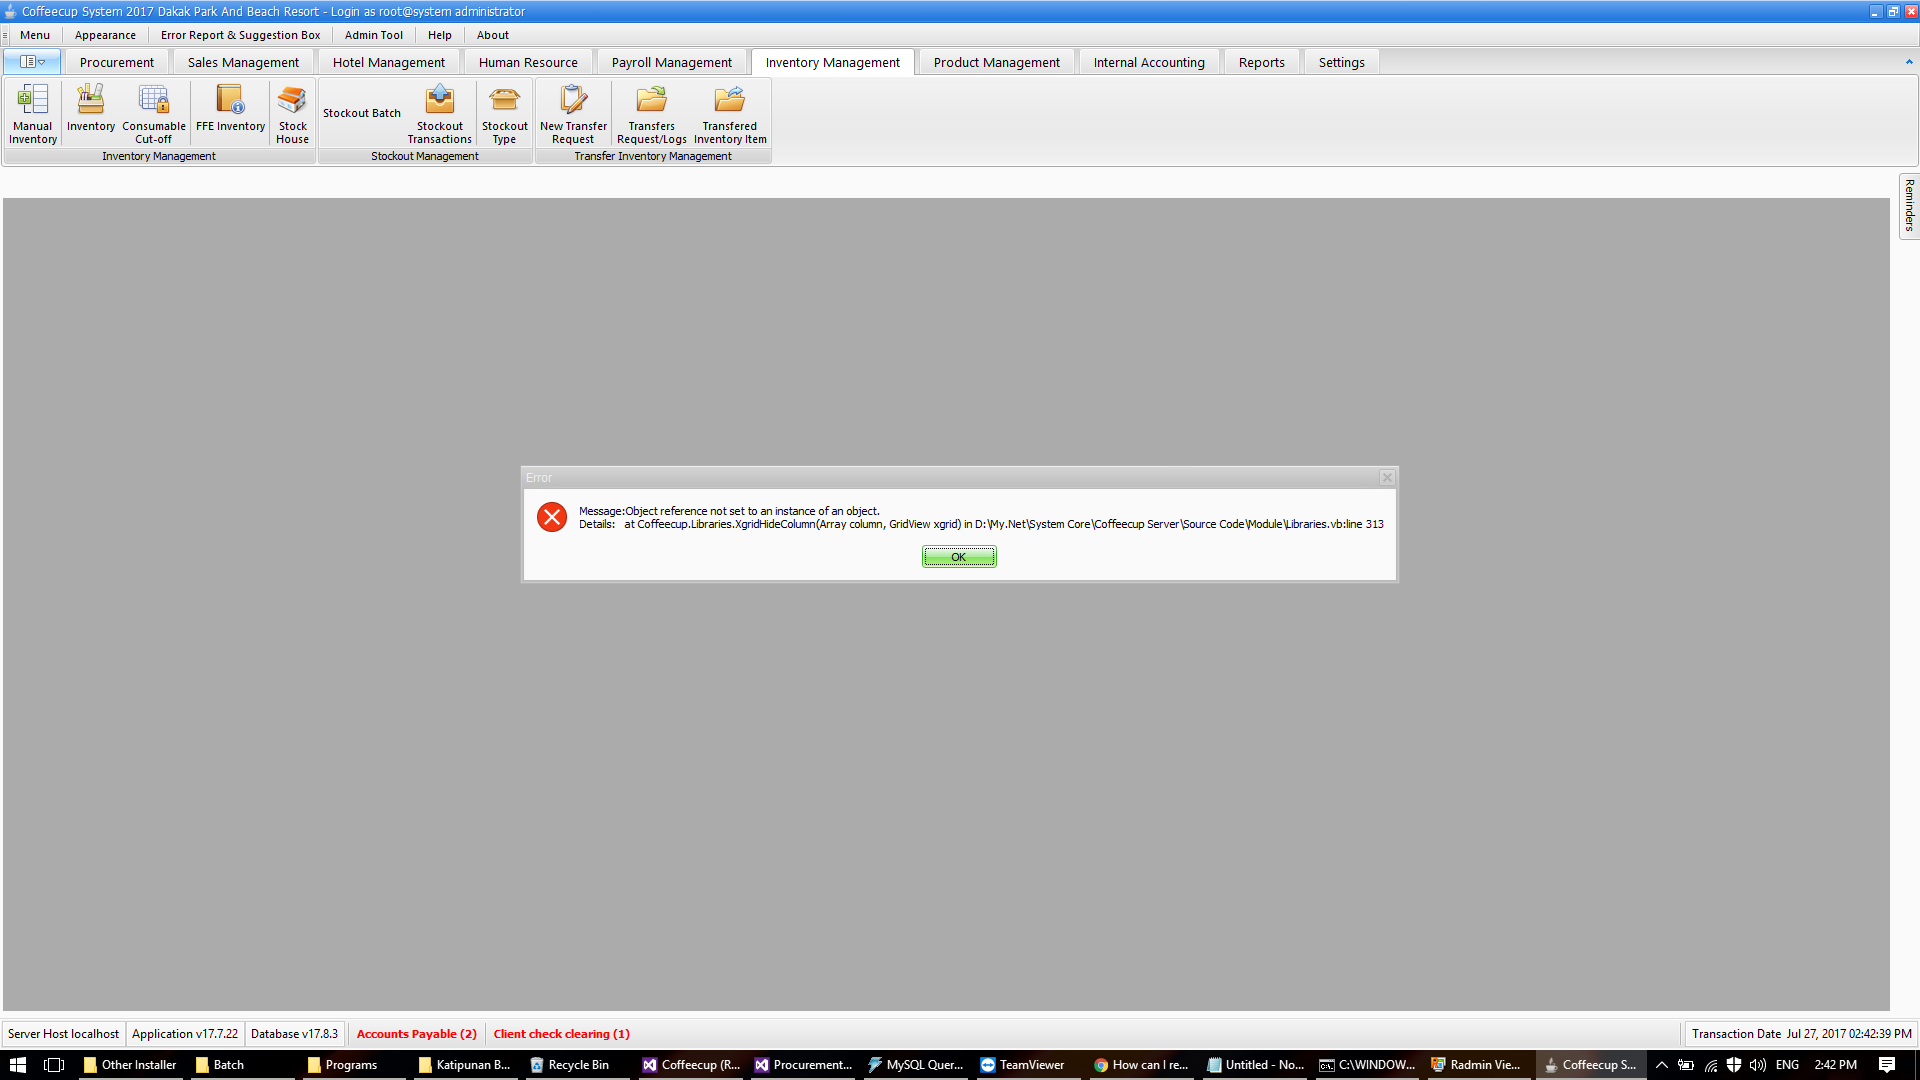 Coffeecup System 2017 Dakak Park And Beach Resort - Login as root@system administrator
Menu Appearance Error Report & Suggestion Box Admin Tool Help About
Procurement Sales Management Hotel Management Human Resource Payroll Management Inventory Management Product Management Internal Accounting Reports Settings
Manual Inventory
Inventory
Consumable Cut-off
FFE Inventory
Stock House
Stockout Batch
Stockout Transactions
Stockout Type
New Transfer Request
Transfers Request/Logs
Transfered Inventory Item
Inventory Management
Stockout Management
Transfer Inventory Management
Reminders
Error
Message:Object reference not set to an instance of an object.
Details: at Coffeecup.Libraries.XgridHideColumn(Array column, GridView xgrid) in D:\My.Net\System Core\Coffeecup Server\Source Code\Module\Libraries.vb:line 313
OK
Server Host localhost Application v17.7.22 Database v17.8.3 Accounts Payable (2) Client check clearing (1) Transaction Date Jul 27, 2017 02:42:39 PM
Other Installer Batch Programs Katipunan B... Recycle Bin Coffeecup (R... Procurement... MySQL Quer... TeamViewer How can I re... Untitled - No... C:\WINDOW... Radmin Vie... Coffeecup S... ENG 2:42 PM